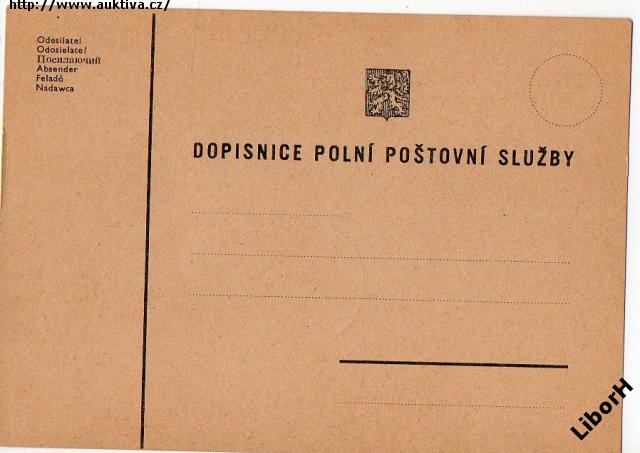 http://www.auktiva.cz/
Odesílatel
Odosielateľ
Посилаючий
Absender
Feladó
Nadawca
DOPISNICE POLNÍ POŠTOVNÍ SLUŽBY
LiborH